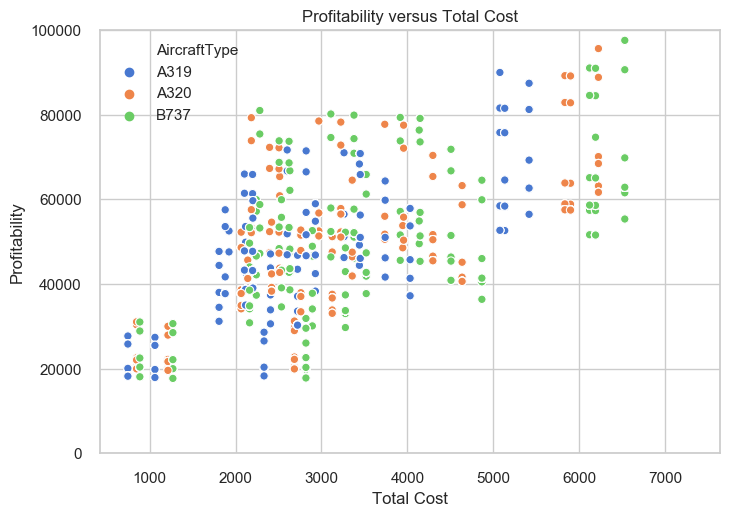 Profitability versus Total Cost
100000
80000
60000
40000
20000
0
Profitability
AircraftType
A319
A320
B737
1000
2000
3000
4000
5000
6000
7000
Total Cost